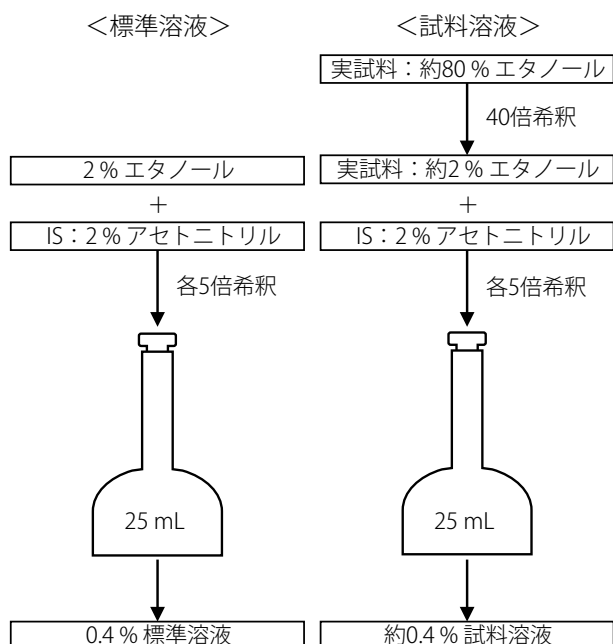 <標準溶液>
2 % エタノール
+
IS：2 % アセトニトリル
各5倍希釈
25 mL
0.4 % 標準溶液
<試料溶液>
実試料：約80 % エタノール
40倍希釈
実試料：約2 % エタノール
+
IS：2 % アセトニトリル
各5倍希釈
25 mL
約0.4 % 試料溶液